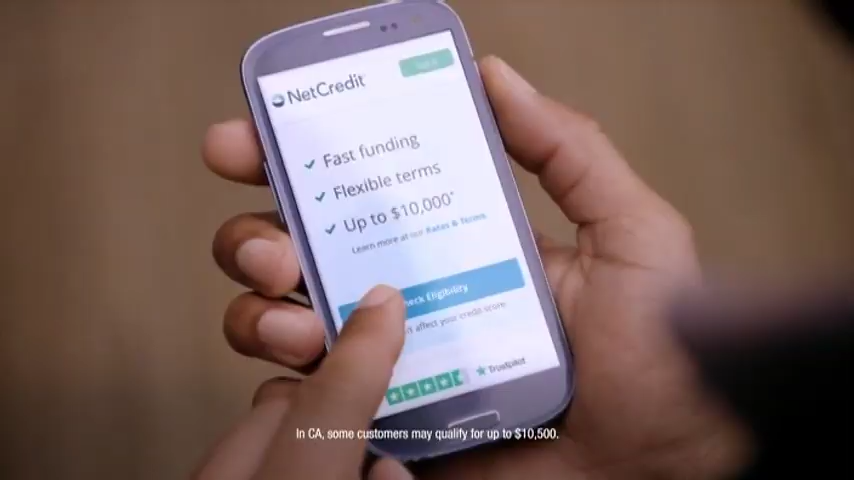 NetCredit
Fast funding
Flexible terms
Up to $10,000*
Learn more at our Rates & Terms
Eligibility
affect your credit score
Trustpilot
In CA, some customers may qualify for up to $10,500.